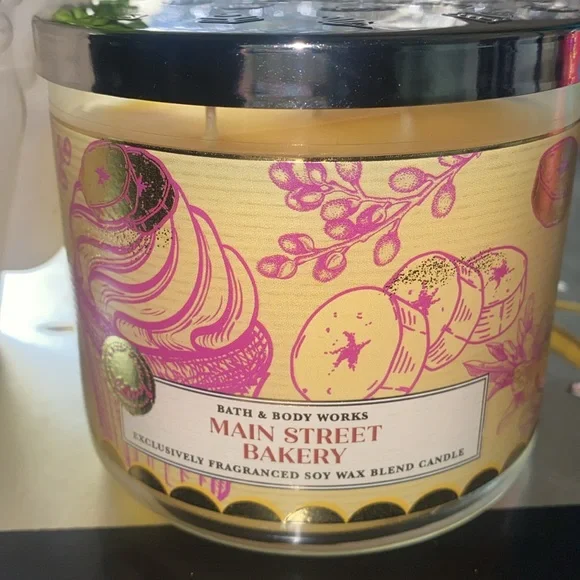 BATH & BODY WORKS
MAIN STREET
BAKERY
EXCLUSIVELY FRAGRANCED SOY WAX BLEND CANDLE